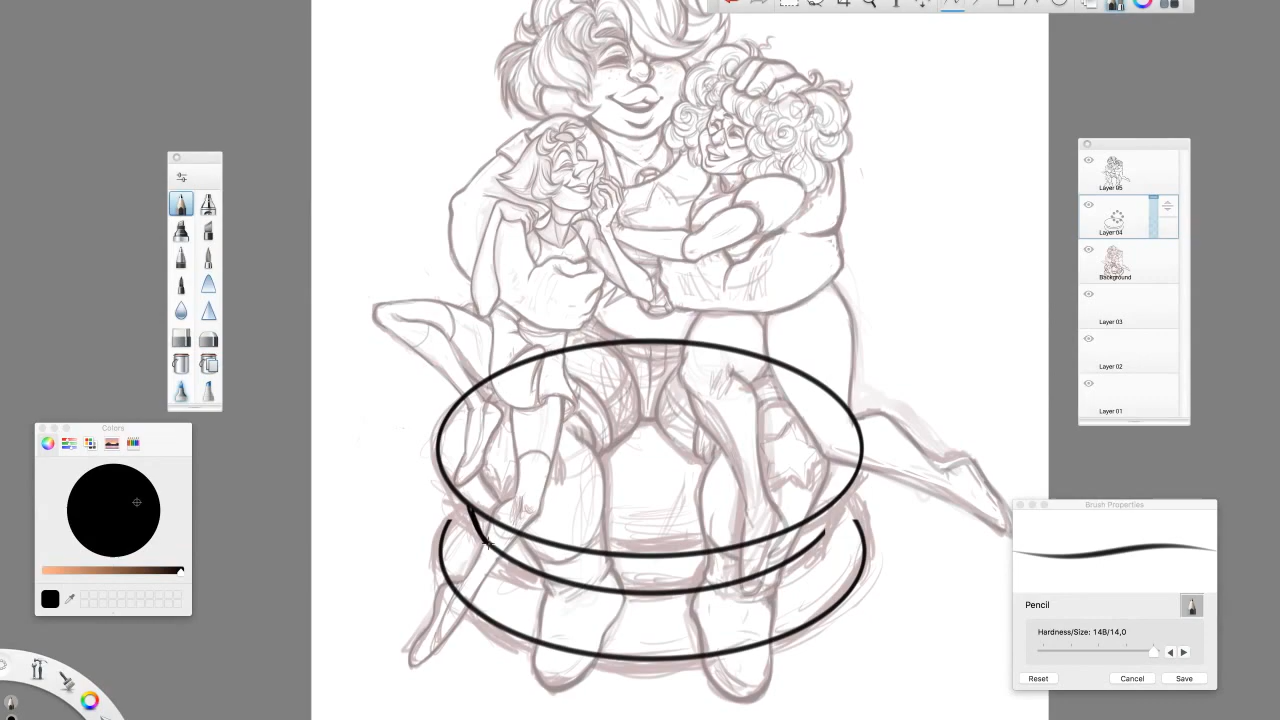 Layer 05
Layer 04
Background
Layer 03
Layer 02
Layer 01
Colors
Brush Properties
Pencil
Hardness/Size: 14B/14,0
Reset
Cancel
Save